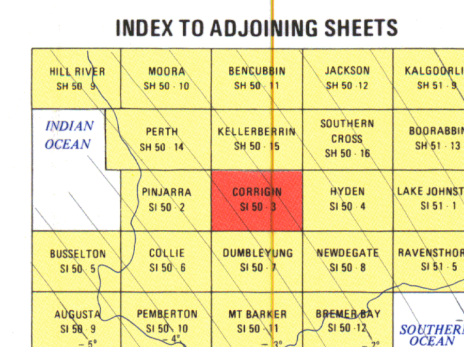 INDEX TO ADJOINING SHEETS
HILL RIVER MOORA BENCUBBIN JACKSON KALGOORLI
SH 50 · 9 SH 50 · 10 SH 50 · 11 SH 50 · 12 SH 51 · 9
INDIAN
OCEAN
PERTH
SH 50 · 14
KELLERBERRIN
SH 50 · 15
SOUTHERN
CROSS
SH 50 · 16
BOORABBIN
SH 51 · 13
PINJARRA CORRIGIN HYDEN LAKE JOHNST
SI 50 · 2 SI 50 · 3 SI 50 · 4 SI 51 · 1
BUSSELTON COLLIE DUMBLEYUNG NEWDEGATE RAVENSTHOR
SI 50 · 5 SI 50 · 6 SI 50 · 7 SI 50 · 8 SI 51 · 5
AUGUSTA PEMBERTON MT BARKER BREMER BAY
SI 50 · 9 SI 50 · 10 SI 50 · 11 SI 50 · 12
SOUTHERN
OCEAN
– 5° – 4° – 3° – 2°